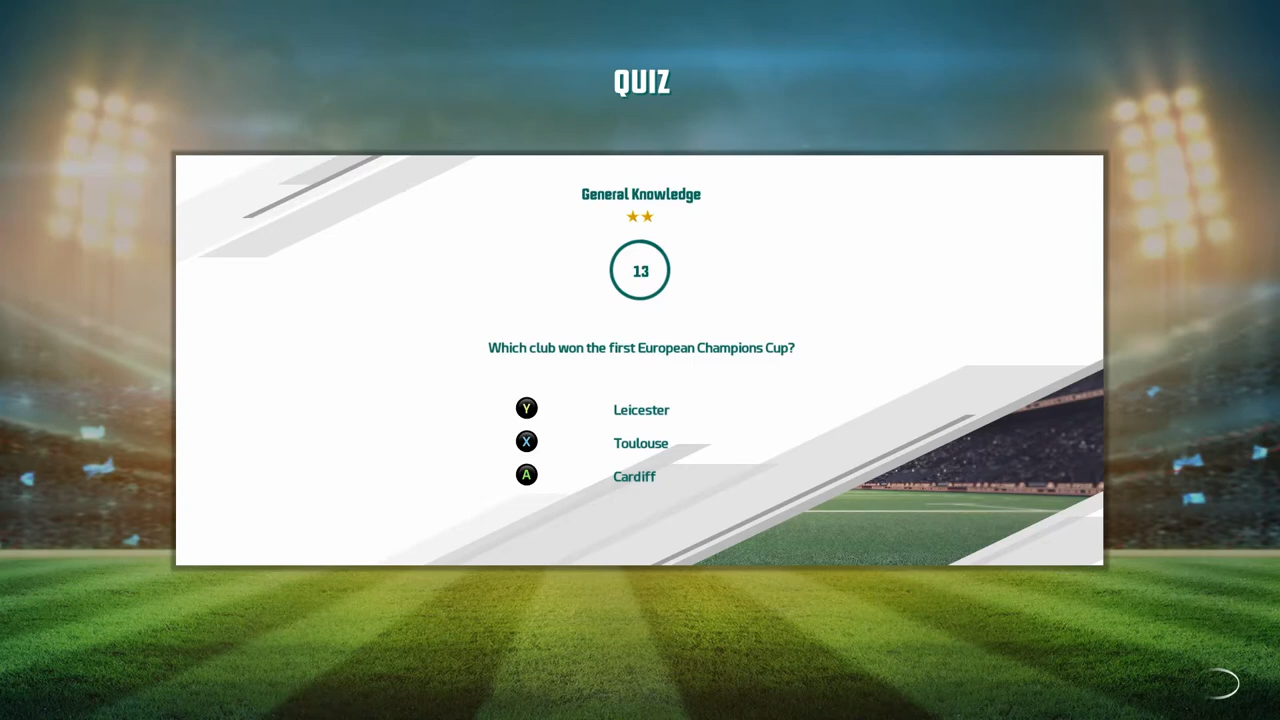 QUIZ
General Knowledge
13
Which club won the first European Champions Cup?
Y Leicester
X Toulouse
A Cardiff